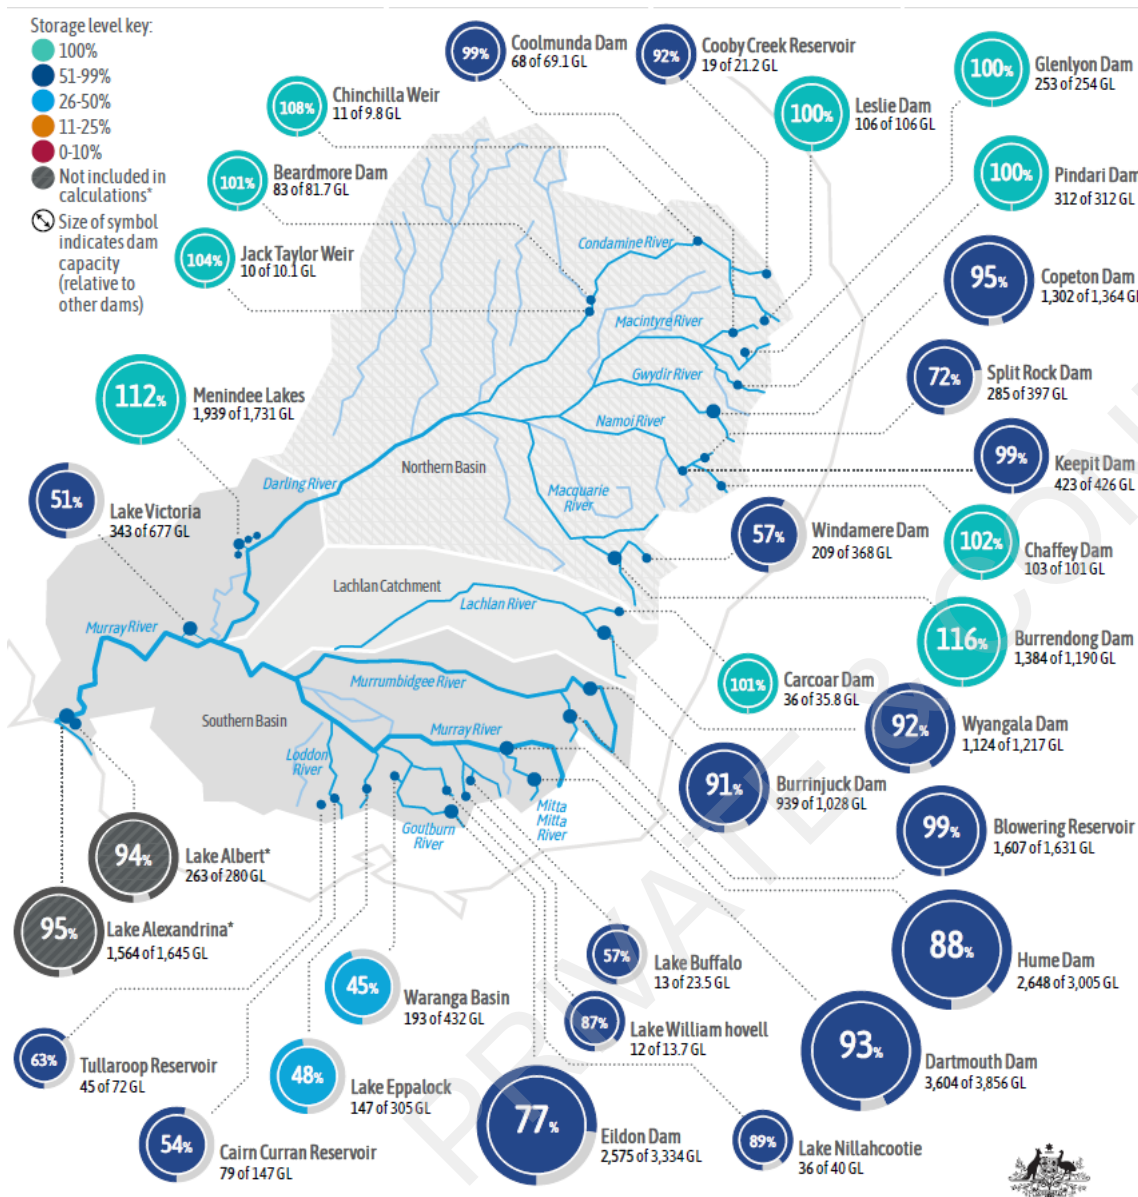 Storage level key:
100%
51-99%
26-50%
11-25%
0-10%
Not included in
calculations*
Size of symbol
indicates dam
capacity
(relative to
other dams)
99%
Coolmunda Dam
68 of 69.1 GL
92%
Cooby Creek Reservoir
19 of 21.2 GL
100%
Glenlyon Dam
253 of 254 GL
108%
Chinchilla Weir
11 of 9.8 GL
100%
Leslie Dam
106 of 106 GL
101%
Beardmore Dam
83 of 81.7 GL
100%
Pindari Dam
312 of 312 GL
104%
Jack Taylor Weir
10 of 10.1 GL
Condamine River
95%
Copeton Dam
1,302 of 1,364 GL
Macintyre River
Gwydir River
72%
Split Rock Dam
285 of 397 GL
112%
Menindee Lakes
1,939 of 1,731 GL
Namoi River
99%
Keepit Dam
423 of 426 GL
Northern Basin
Darling River
Macquarie
River
51%
Lake Victoria
343 of 677 GL
57%
Windamere Dam
209 of 368 GL
102%
Chaffey Dam
103 of 101 GL
Lachlan Catchment
Lachlan River
Murray River
116%
Burrendong Dam
1,384 of 1,190 GL
101%
Carcoar Dam
36 of 35.8 GL
Murrumbidgee River
92%
Wyangala Dam
1,124 of 1,217 GL
Southern Basin
Murray River
Loddon
River
91%
Burrinjuck Dam
939 of 1,028 GL
Mitta
Mitta
River
Goulburn
River
99%
Blowering Reservoir
1,607 of 1,631 GL
94%
Lake Albert*
263 of 280 GL
95%
Lake Alexandrina*
1,564 of 1,645 GL
88%
Hume Dam
2,648 of 3,005 GL
57%
Lake Buffalo
13 of 23.5 GL
45%
Waranga Basin
193 of 432 GL
87%
Lake William hovell
12 of 13.7 GL
93%
Dartmouth Dam
3,604 of 3,856 GL
63%
Tullaroop Reservoir
45 of 72 GL
48%
Lake Eppalock
147 of 305 GL
77%
Eildon Dam
2,575 of 3,334 GL
54%
Cairn Curran Reservoir
79 of 147 GL
89%
Lake Nillahcootie
36 of 40 GL
PRIVATE &